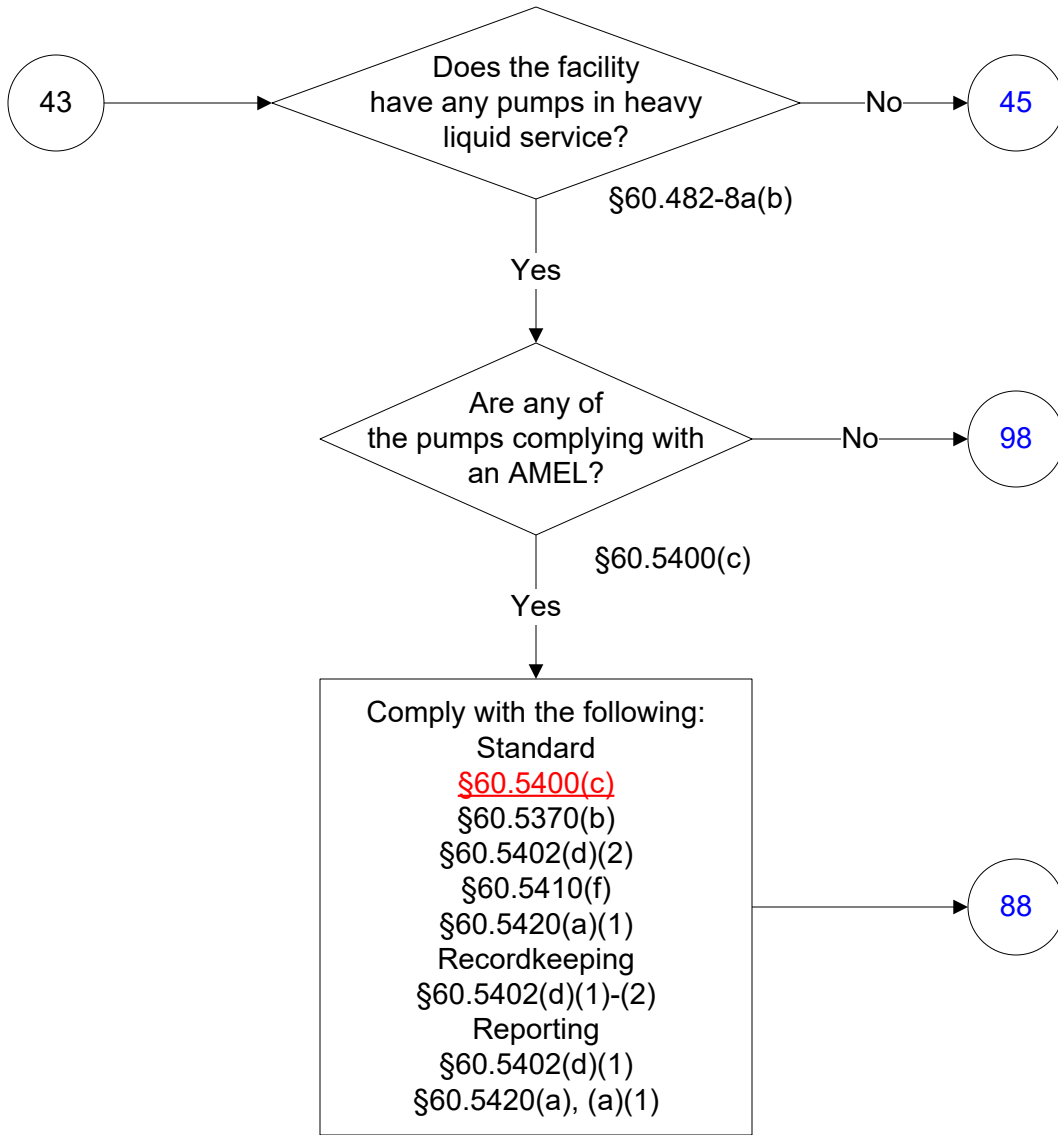 43
Does the facility
have any pumps in heavy
liquid service?
No
45
§60.482-8a(b)
Yes
Are any of
the pumps complying with
an AMEL?
No
98
§60.5400(c)
Yes
Comply with the following:
Standard
§60.5400(c)
§60.5370(b)
§60.5402(d)(2)
§60.5410(f)
§60.5420(a)(1)
Recordkeeping
§60.5402(d)(1)-(2)
Reporting
§60.5402(d)(1)
§60.5420(a), (a)(1)
88